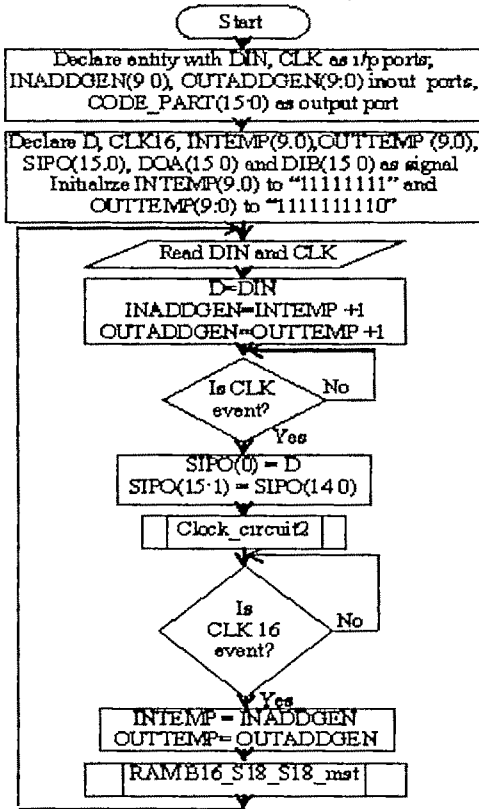 Start
Declare entity with DIN, CLK as i/p ports;
INADDGEN(9 0), OUTADDGEN(9:0) inout ports,
CODE_PART(15:0) as output port
Declare D, CLK16, INTEMP(9.0),OUTTEMP (9.0),
SIPO(15.0), DOA(15 0) and DIB(15 0) as signal
Initialize INTEMP(9.0) to "11111111" and
OUTTEMP(9:0) to "1111111110"
Read DIN and CLK
D=DIN
INADDGEN=INTEMP +1
OUTADDGEN=OUTTEMP +1
Is CLK
event?
No
Yes
SIPO(0) = D
SIPO(15:1) = SIPO(14 0)
Clock_circuit2
Is
CLK 16
event?
No
Yes
INTEMP = INADDGEN
OUTTEMP= OUTADDGEN
RAMB16_S18_S18_inst